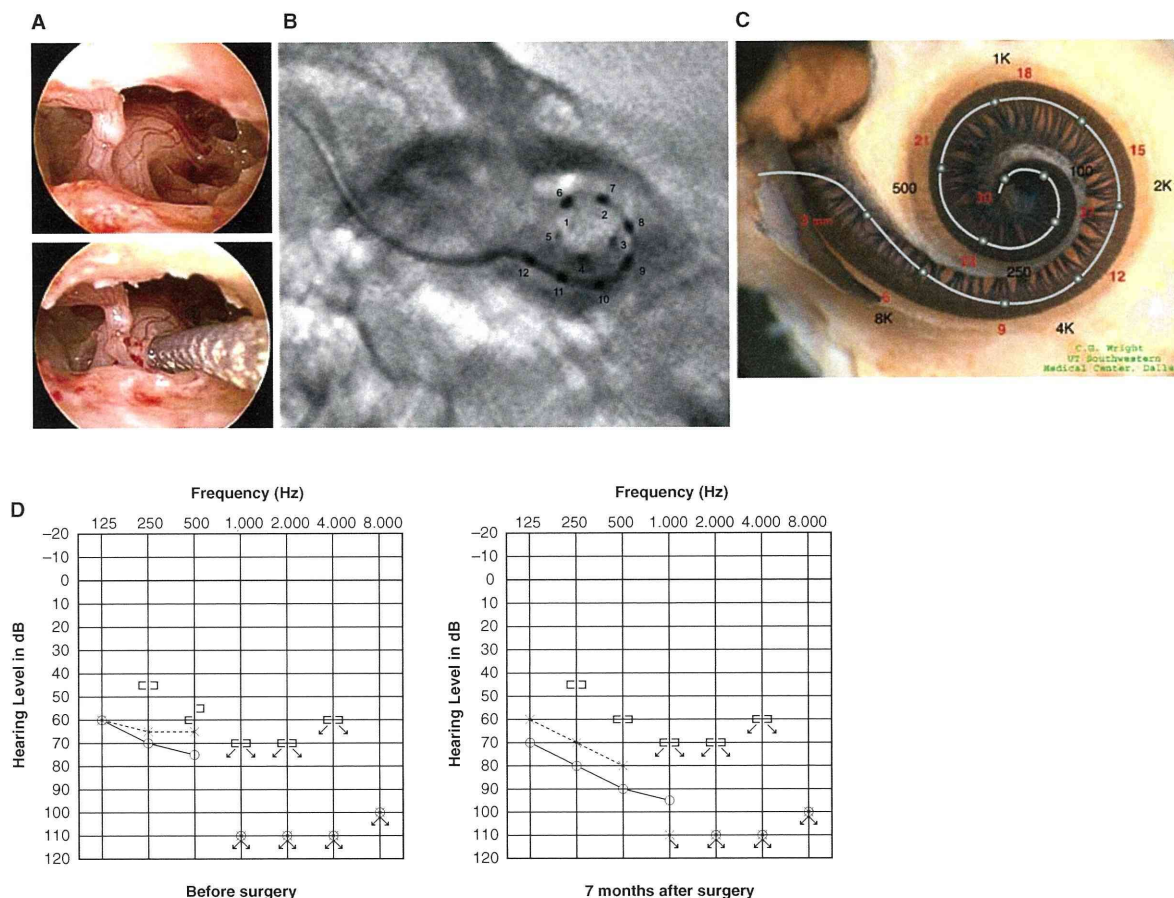 A
B
C
6
7
1
2
8
5
3
4
9
12
11
10
1K
18
21
15
500
100
2K
30
3 mm
250
12
6
8K
9
4K
C.G. Wright
UT Southwestern
Medical Center, Dalla
D
Frequency (Hz)
125 250 500 1.000 2.000 4.000 8.000
Hearing Level in dB
-20
-10
0
10
20
30
40
50
60
70
80
90
100
110
120
Before surgery
Frequency (Hz)
125 250 500 1.000 2.000 4.000 8.000
Hearing Level in dB
-20
-10
0
10
20
30
40
50
60
70
80
90
100
110
120
7 months after surgery